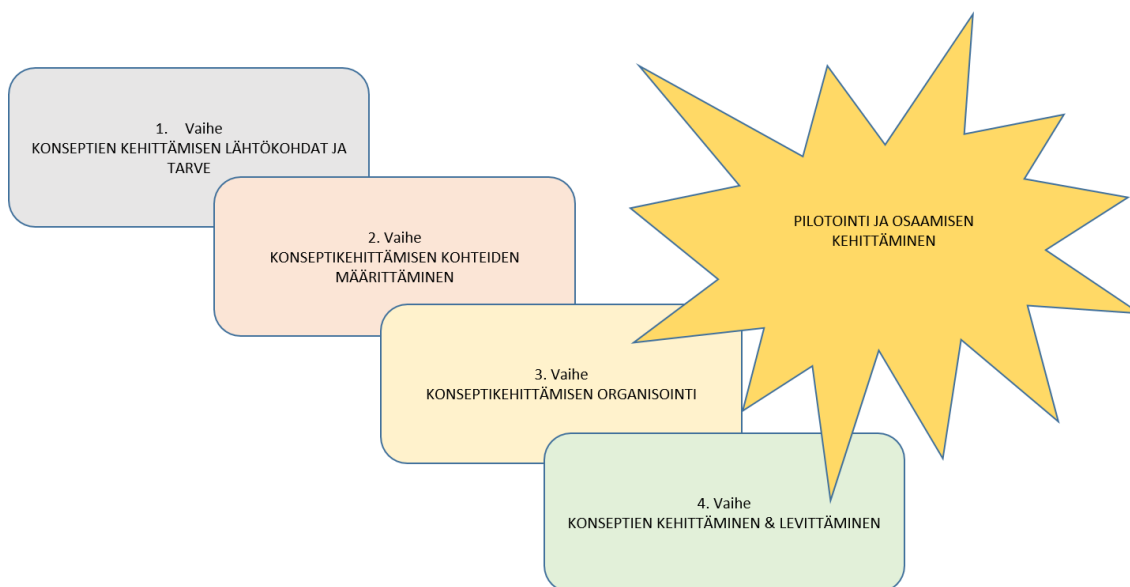 1. Vaihe
KONSEPTIEN KEHITTÄMISEN LÄHTÖKOHDAT JA
TARVE
2. Vaihe
KONSEPTIKEHITTÄMISEN KOHTEIDEN
MÄÄRITTÄMINEN
PILOTOINTI JA OSAAMISEN
KEHITTÄMINEN
3. Vaihe
KONSEPTIKEHITTÄMISEN ORGANISOINTI
4. Vaihe
KONSEPTIEN KEHITTÄMINEN & LEVITTÄMINEN